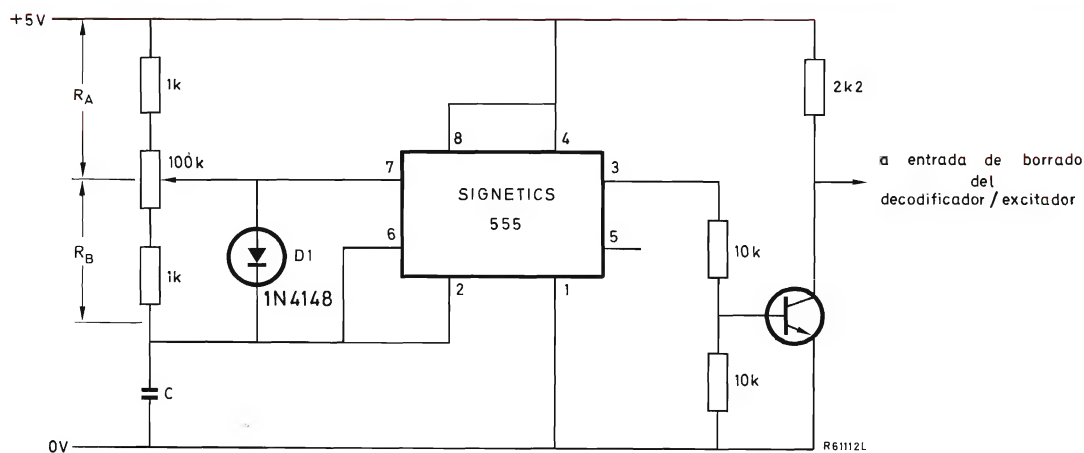 +5V
1k
2k2
RA
8
4
100k
7
3
a entrada de borrado
del
decodificador/excitador
SIGNETICS
555
6
5
10k
RB
D1
1k
1N4148
2
1
C
10k
0V
R61112L